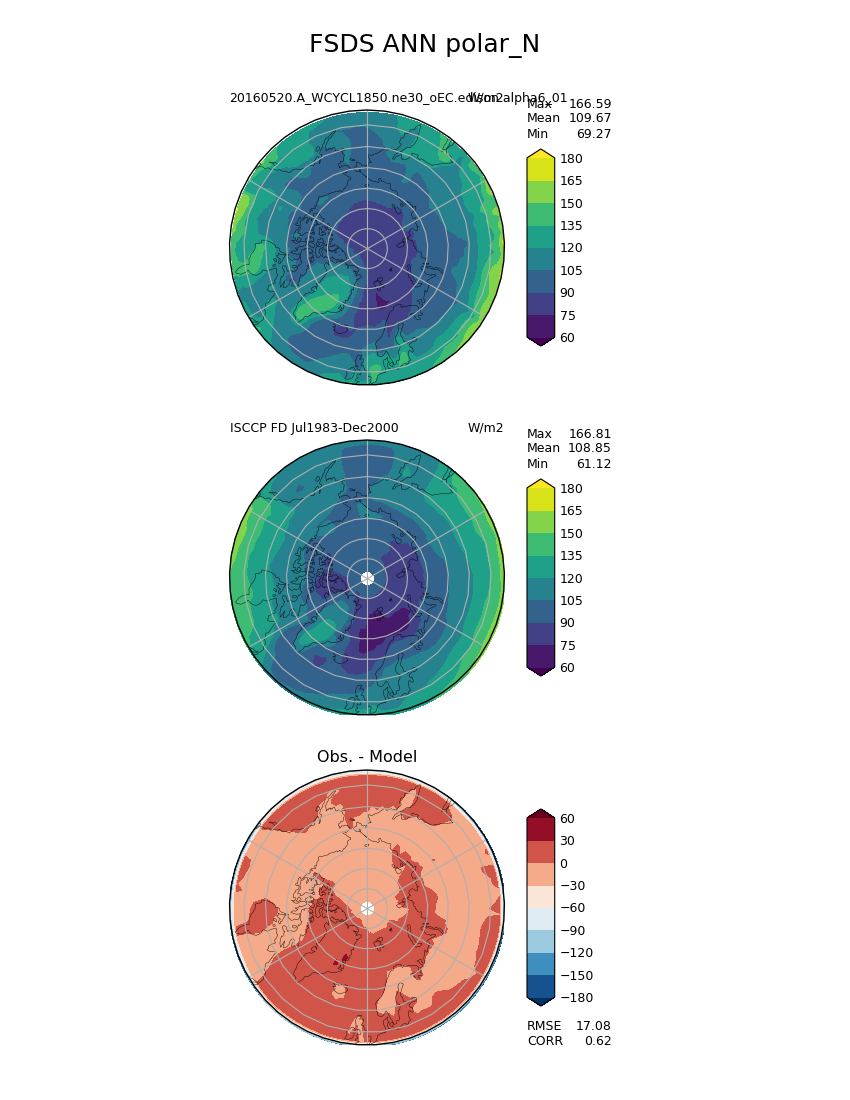 FSDS ANN polar_N
20160520.A_WCYCL1850.ne30_oEC.edison.alpha6_01 W/m2
Max 166.59
Mean 109.67
Min 69.27
180
165
150
135
120
105
90
75
60
ISCCP FD Jul1983-Dec2000 W/m2
Max 166.81
Mean 108.85
Min 61.12
180
165
150
135
120
105
90
75
60
Obs. - Model
60
30
0
−30
−60
−90
−120
−150
−180
RMSE 17.08
CORR 0.62